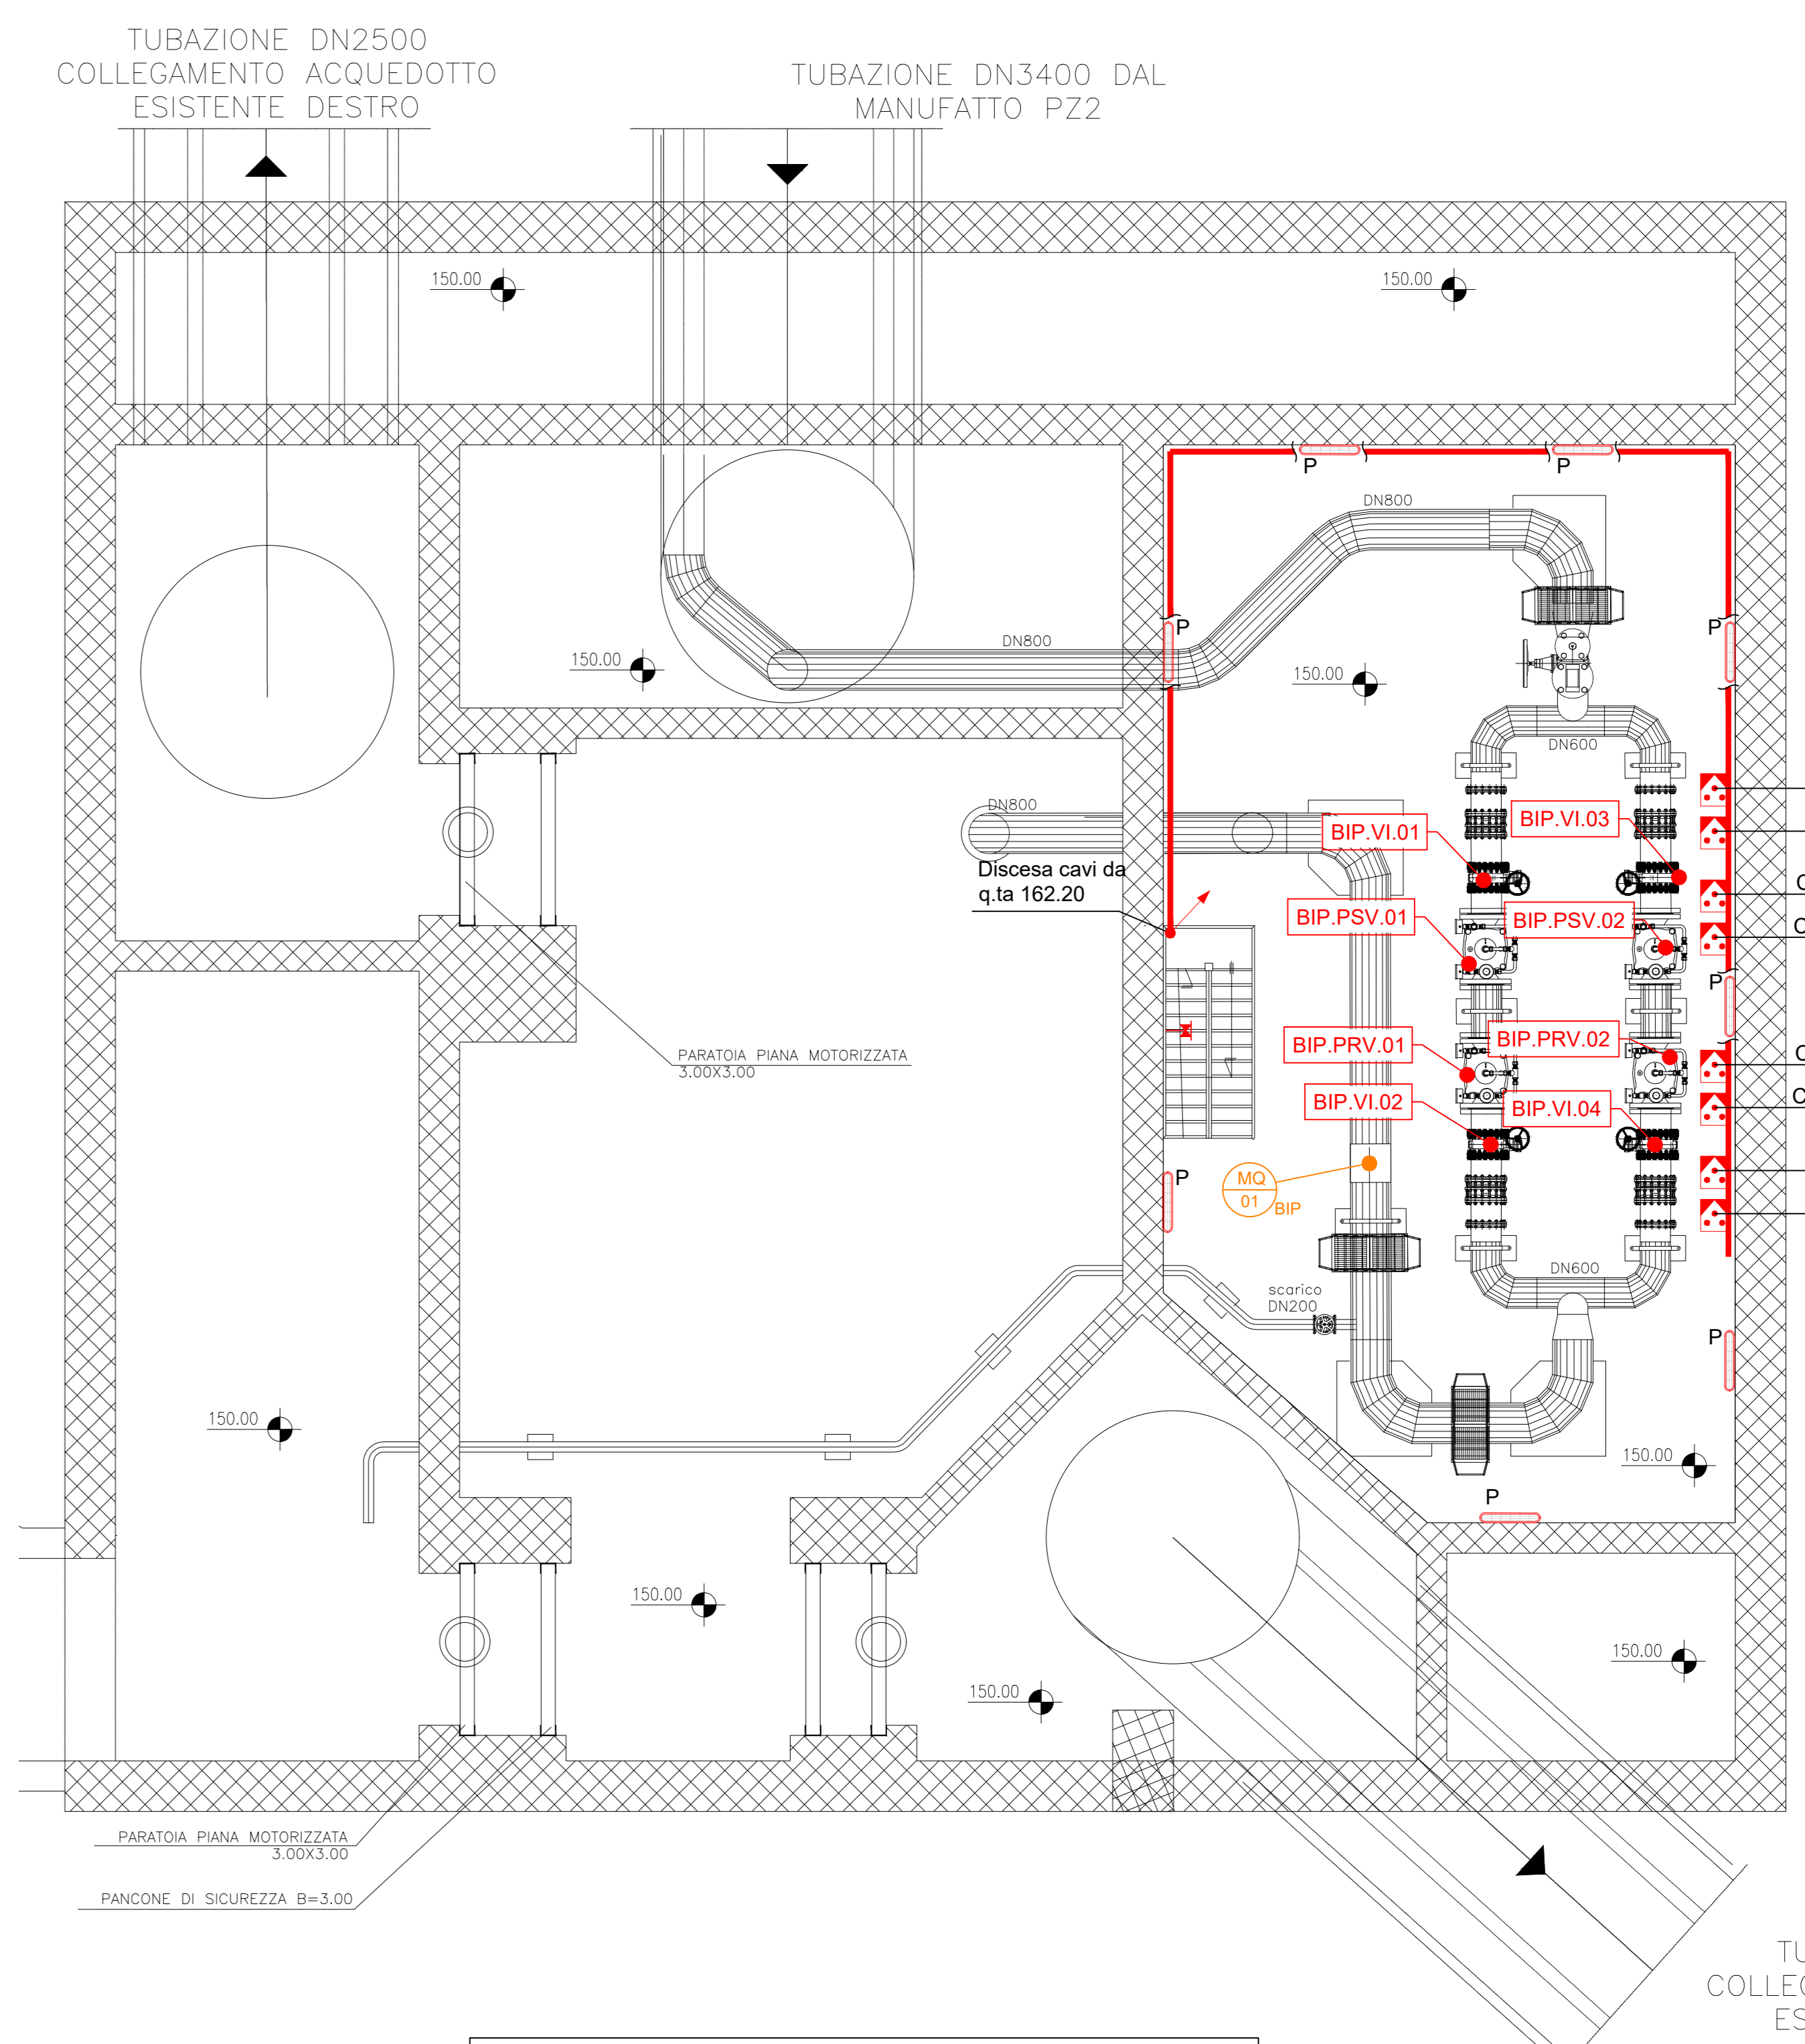 TUBAZIONE DN2500
COLLEGAMENTO ACQUEDOTTO
ESISTENTE DESTRO
TUBAZIONE DN3400 DAL
MANUFATTO PZ2
150.00
150.00
P
P
DN800
P
P
DN800
150.00
150.00
DN600
DN800
BIP.VI.01
BIP.VI.03
Discesa cavi da
q.ta 162.20
BIP.PSV.01
BIP.PSV.02
C
C
P
PARATOIA PIANA MOTORIZZATA
3.00X3.00
BIP.PRV.01
BIP.PRV.02
C
C
BIP.VI.02
BIP.VI.04
P
MQ
01
BIP
DN600
scarico
DN200
P
150.00
150.00
P
150.00
150.00
150.00
PARATOIA PIANA MOTORIZZATA
3.00X3.00
PANCONE DI SICUREZZA B=3.00